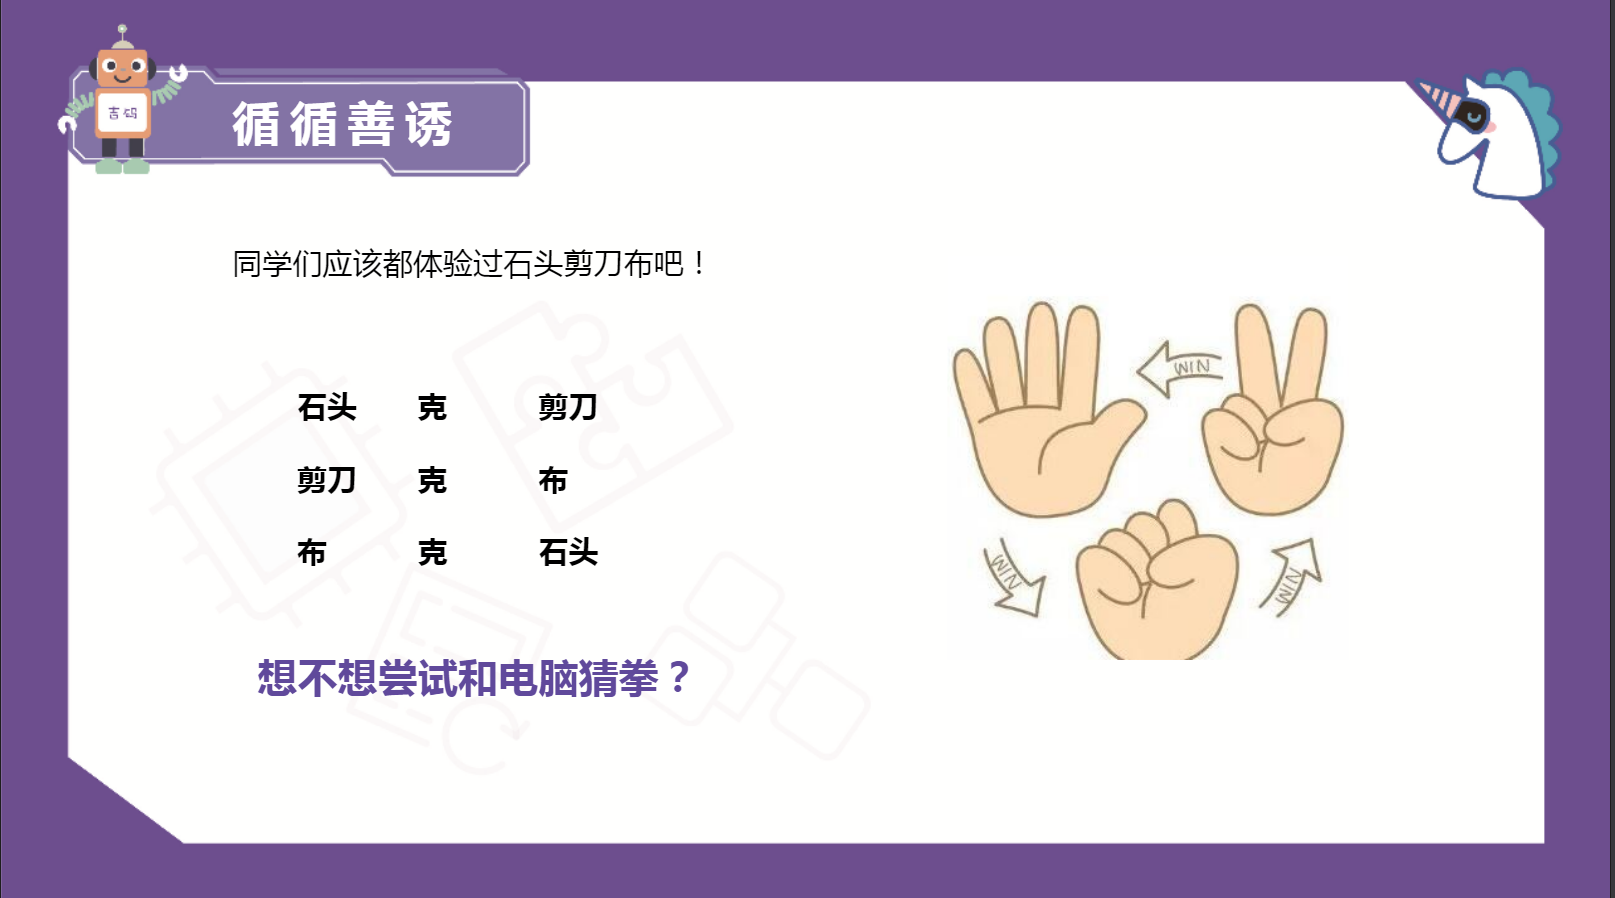 吉码
循循善诱
同学们应该都体验过石头剪刀布吧！
石头 克 剪刀
剪刀 克 布
布 克 石头
想不想尝试和电脑猜拳？
WIN
WIN
WIN